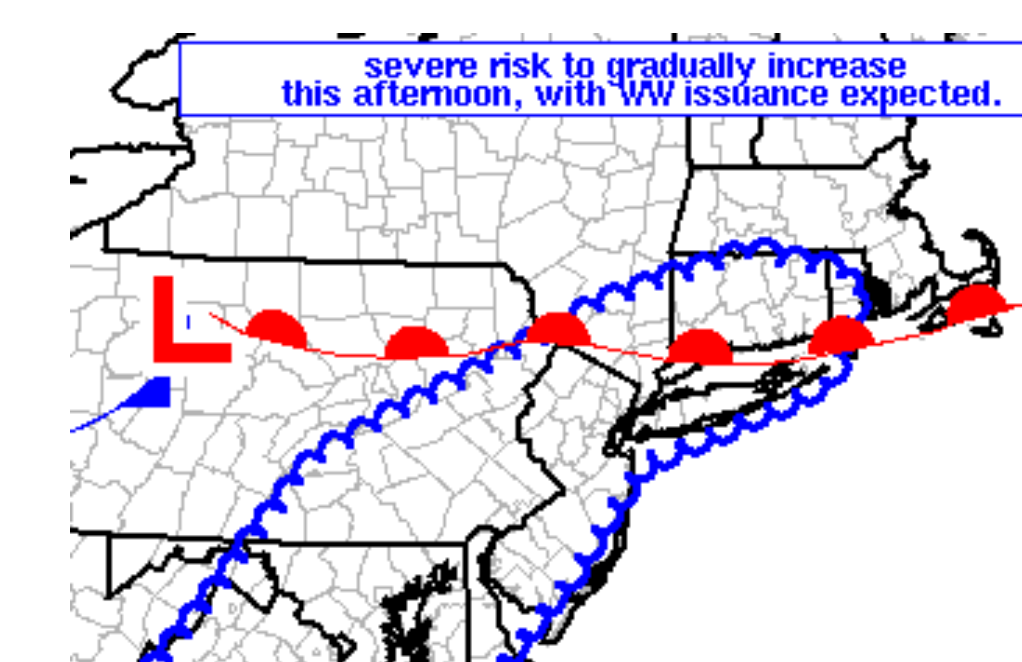 severe risk to gradually increase
this afternoon, with WW issuance expected.
L